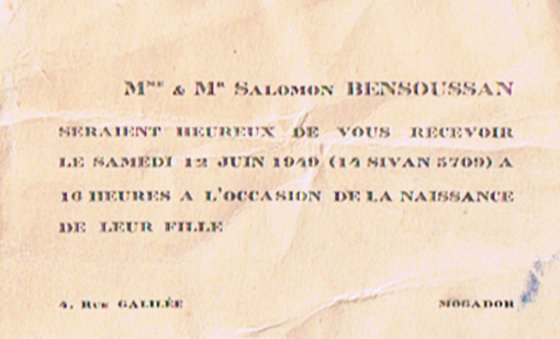 Mme & Mr Salomon BENSOUSSAN
SERAIENT HEUREUX DE VOUS RECEVOIR
LE SAMEDI 12 JUIN 1949 (14 SIVAN 5709) A
16 HEURES A L'OCCASION DE LA NAISSANCE
DE LEUR FILLE
4, Rue GALILÉE MOGADOR